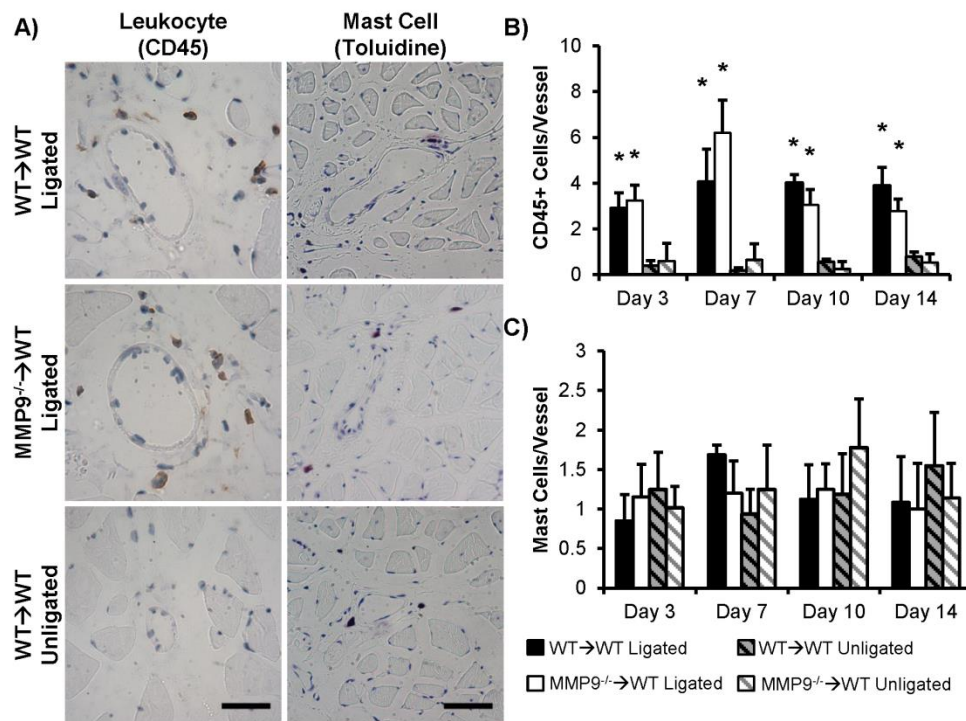 A)
Leukocyte
(CD45)
Mast Cell
(Toluidine)
WT→WT
Ligated
MMP9-/-→WT
Ligated
WT→WT
Unligated
B)
CD45+ Cells/Vessel
10
8
6
4
2
0
* * * * * * * *
Day 3 Day 7 Day 10 Day 14
C)
Mast Cells/Vessel
3
2.5
2
1.5
1
0.5
0
Day 3 Day 7 Day 10 Day 14
WT→WT Ligated
WT→WT Unligated
MMP9-/-→WT Ligated
MMP9-/-→WT Unligated